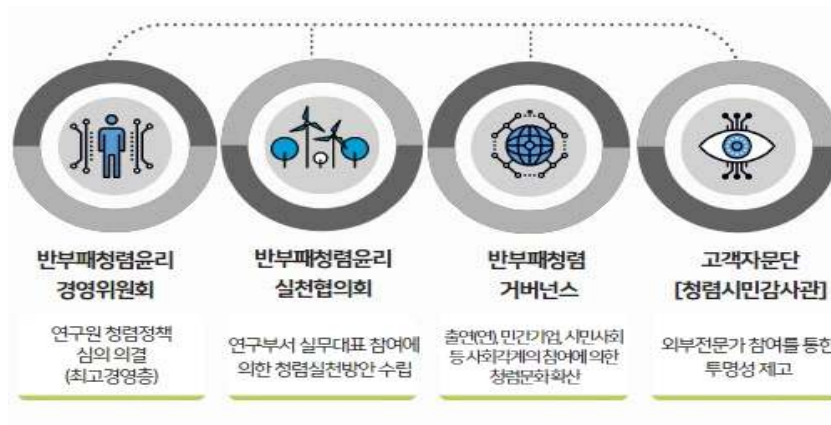 반부패청렴윤리
경영위원회
연구원 청렴정책
심의 의결
(최고경영층)
반부패청렴윤리
실천협의회
연구부서 실무대표 참여에
의한 청렴실천방안 수립
반부패청렴
거버넌스
출연(연), 민간기업, 시민사회
등 사회각계의 참여에 의한
청렴문화 확산
고객자문단
[청렴시민감사관]
외부전문가 참여를 통한
투명성 제고